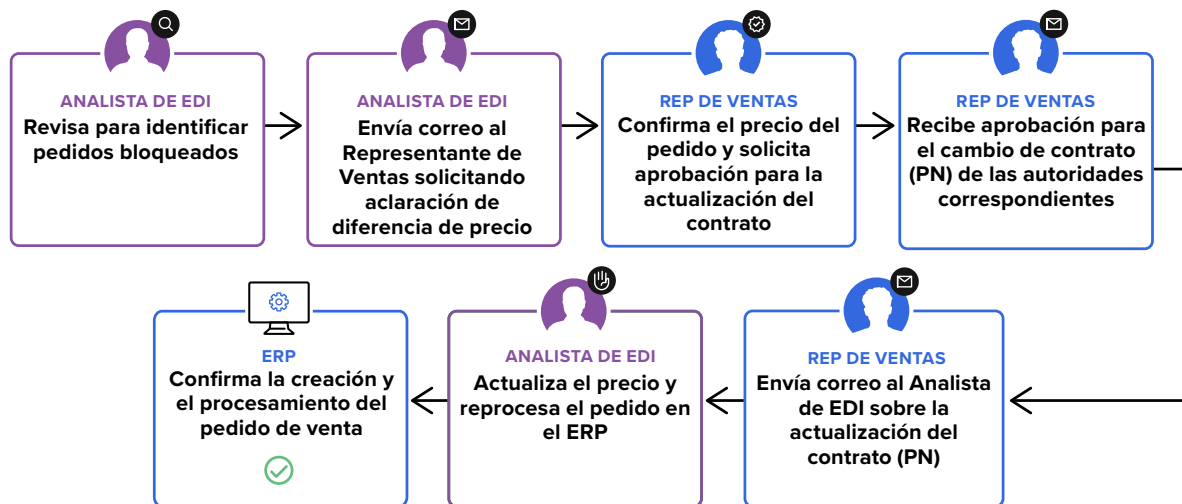 ANALISTA DE EDI
Revisa para identificar
pedidos bloqueados
ANALISTA DE EDI
Envía correo al
Representante de
Ventas solicitando
aclaración de
diferencia de precio
REP DE VENTAS
Confirma el precio del
pedido y solicita
aprobación para la
actualización del
contrato
REP DE VENTAS
Recibe aprobación para
el cambio de contrato
(PN) de las autoridades
correspondientes
REP DE VENTAS
Envía correo al Analista
de EDI sobre la
actualización del
contrato (PN)
ANALISTA DE EDI
Actualiza el precio y
reprocesa el pedido en
el ERP
ERP
Confirma la creación y
el procesamiento del
pedido de venta